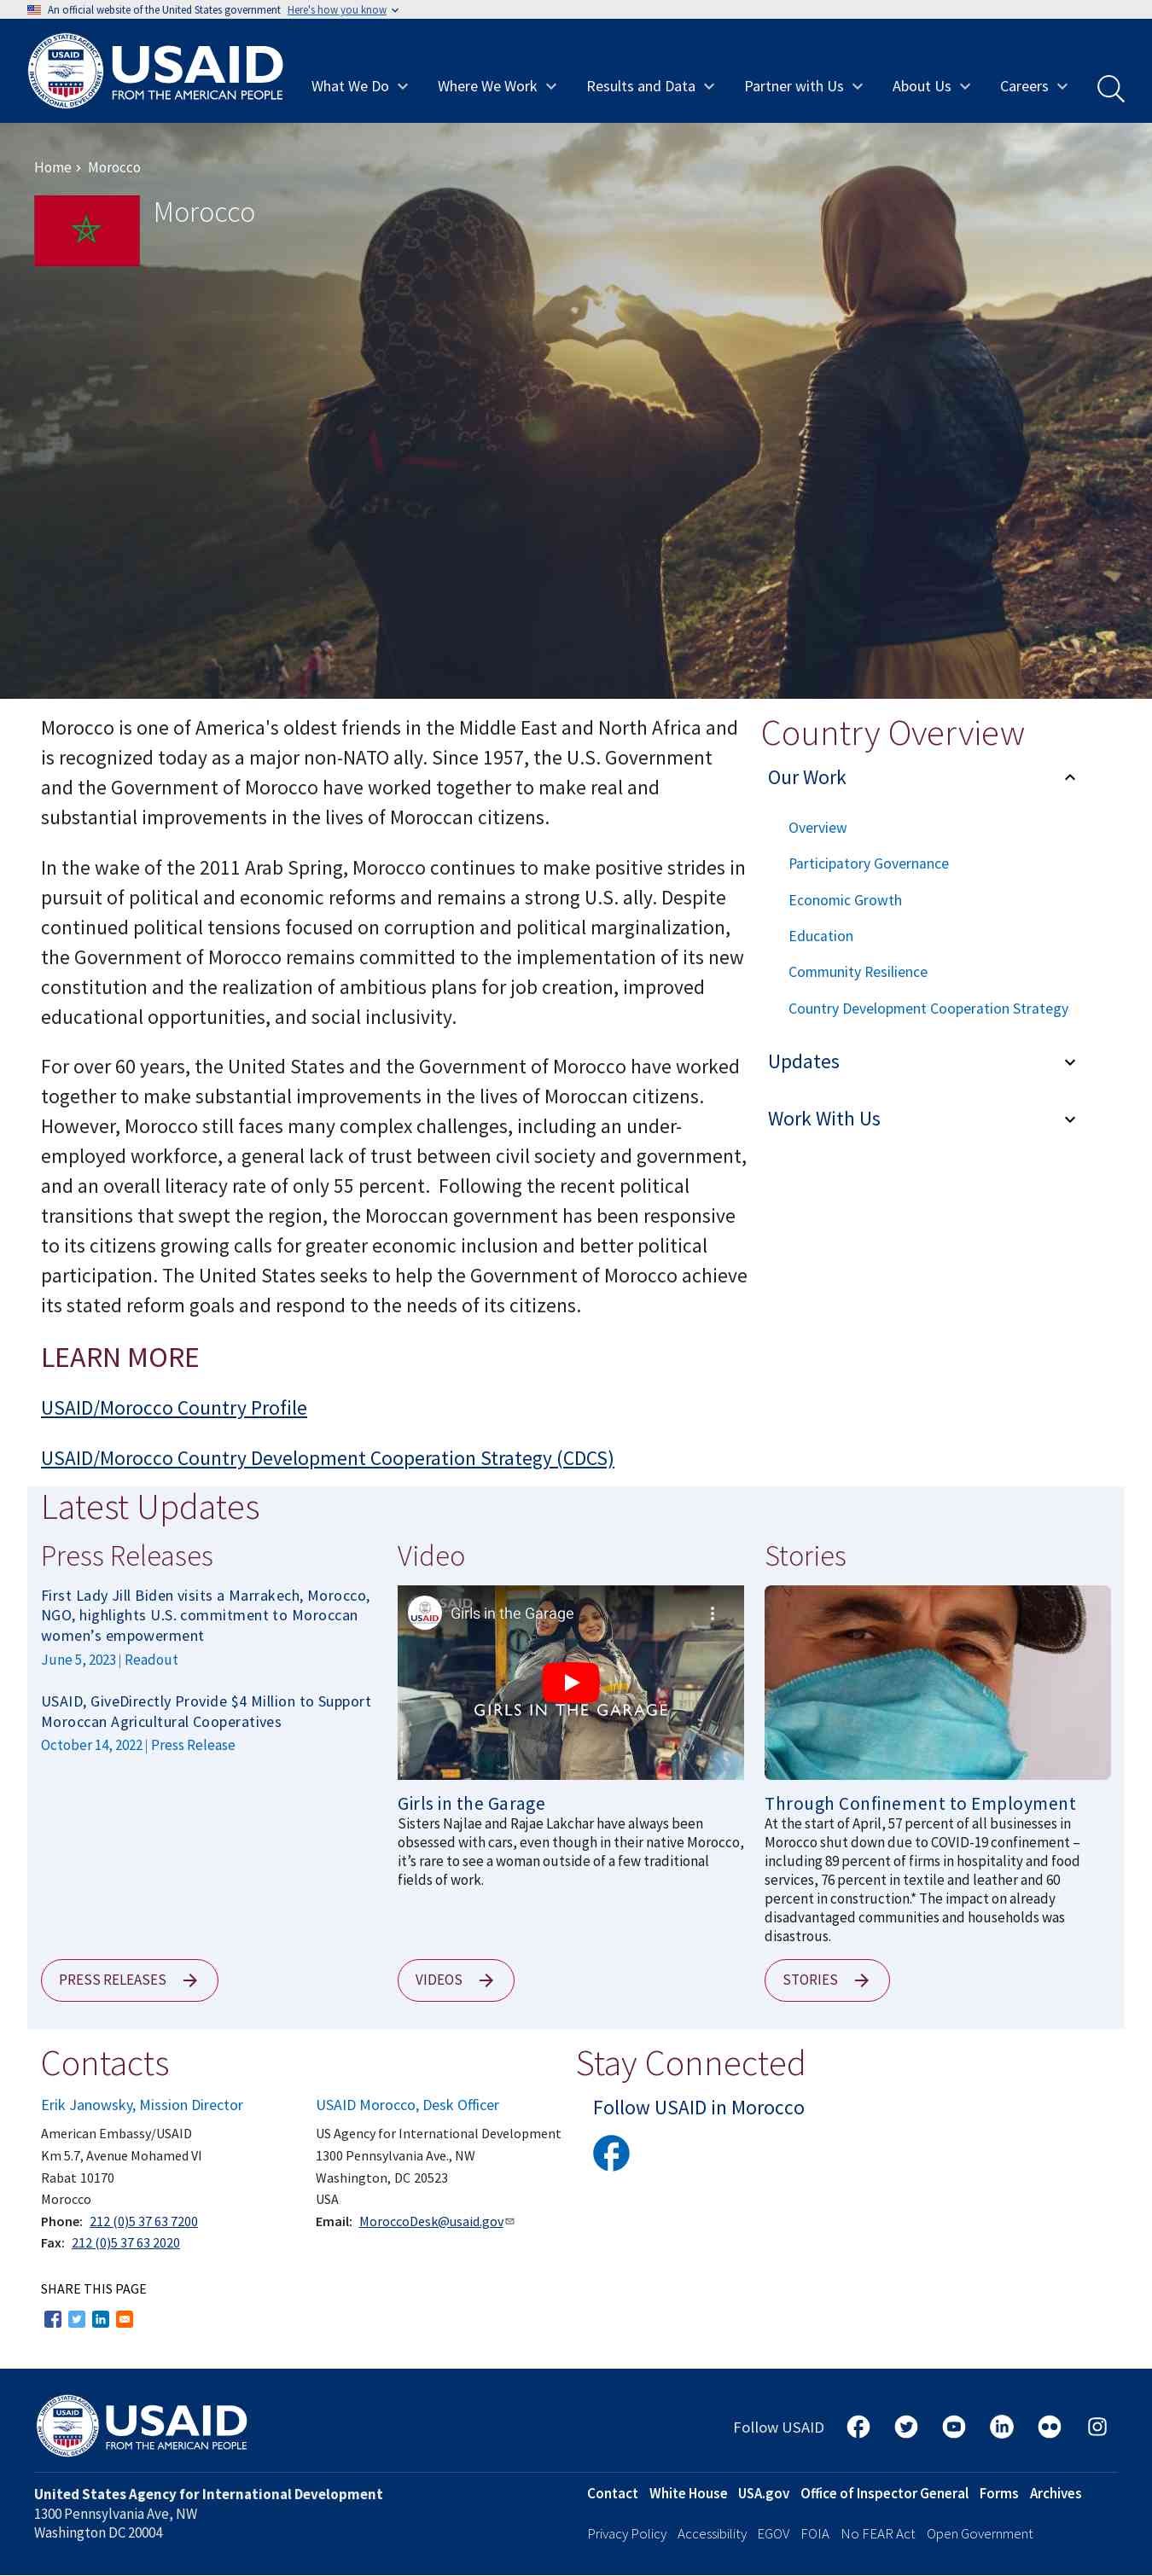 An official website of the United States government Here's how you know
USAID
USAID
FROM THE AMERICAN PEOPLE
What We Do
Where We Work
Results and Data
Partner with Us
About Us
Careers
Home › Morocco
Morocco
Morocco is one of America's oldest friends in the Middle East and North Africa and
is recognized today as a major non-NATO ally. Since 1957, the U.S. Government
and the Government of Morocco have worked together to make real and
substantial improvements in the lives of Moroccan citizens.
In the wake of the 2011 Arab Spring, Morocco continues to make positive strides in
pursuit of political and economic reforms and remains a strong U.S. ally. Despite
continued political tensions focused on corruption and political marginalization,
the Government of Morocco remains committed to the implementation of its new
constitution and the realization of ambitious plans for job creation, improved
educational opportunities, and social inclusivity.
For over 60 years, the United States and the Government of Morocco have worked
together to make substantial improvements in the lives of Moroccan citizens.
However, Morocco still faces many complex challenges, including an under-
employed workforce, a general lack of trust between civil society and government,
and an overall literacy rate of only 55 percent.  Following the recent political
transitions that swept the region, the Moroccan government has been responsive
to its citizens growing calls for greater economic inclusion and better political
participation. The United States seeks to help the Government of Morocco achieve
its stated reform goals and respond to the needs of its citizens.
LEARN MORE
USAID/Morocco Country Profile
USAID/Morocco Country Development Cooperation Strategy (CDCS)
Country Overview
Our Work
Overview
Participatory Governance
Economic Growth
Education
Community Resilience
Country Development Cooperation Strategy
Updates
Work With Us
Latest Updates
Press Releases
First Lady Jill Biden visits a Marrakech, Morocco,
NGO, highlights U.S. commitment to Moroccan
women’s empowerment
June 5, 2023 | Readout
USAID, GiveDirectly Provide $4 Million to Support
Moroccan Agricultural Cooperatives
October 14, 2022 | Press Release
PRESS RELEASES
Video
USAID
Girls in the Garage
GIRLS IN THE GARAGE
Girls in the Garage
Sisters Najlae and Rajae Lakchar have always been
obsessed with cars, even though in their native Morocco,
it’s rare to see a woman outside of a few traditional
fields of work.
VIDEOS
Stories
Through Confinement to Employment
At the start of April, 57 percent of all businesses in
Morocco shut down due to COVID-19 confinement –
including 89 percent of firms in hospitality and food
services, 76 percent in textile and leather and 60
percent in construction.* The impact on already
disadvantaged communities and households was
disastrous.
STORIES
Contacts
Erik Janowsky, Mission Director
American Embassy/USAID
Km 5.7, Avenue Mohamed VI
Rabat 10170
Morocco
Phone: 212 (0)5 37 63 7200
Fax: 212 (0)5 37 63 2020
USAID Morocco, Desk Officer
US Agency for International Development
1300 Pennsylvania Ave., NW
Washington, DC 20523
USA
Email: MoroccoDesk@usaid.gov
Stay Connected
Follow USAID in Morocco
SHARE THIS PAGE
USAID
USAID
FROM THE AMERICAN PEOPLE
Follow USAID
United States Agency for International Development
1300 Pennsylvania Ave, NW
Washington DC 20004
Contact White House USA.gov Office of Inspector General Forms Archives
Privacy Policy Accessibility EGOV FOIA No FEAR Act Open Government